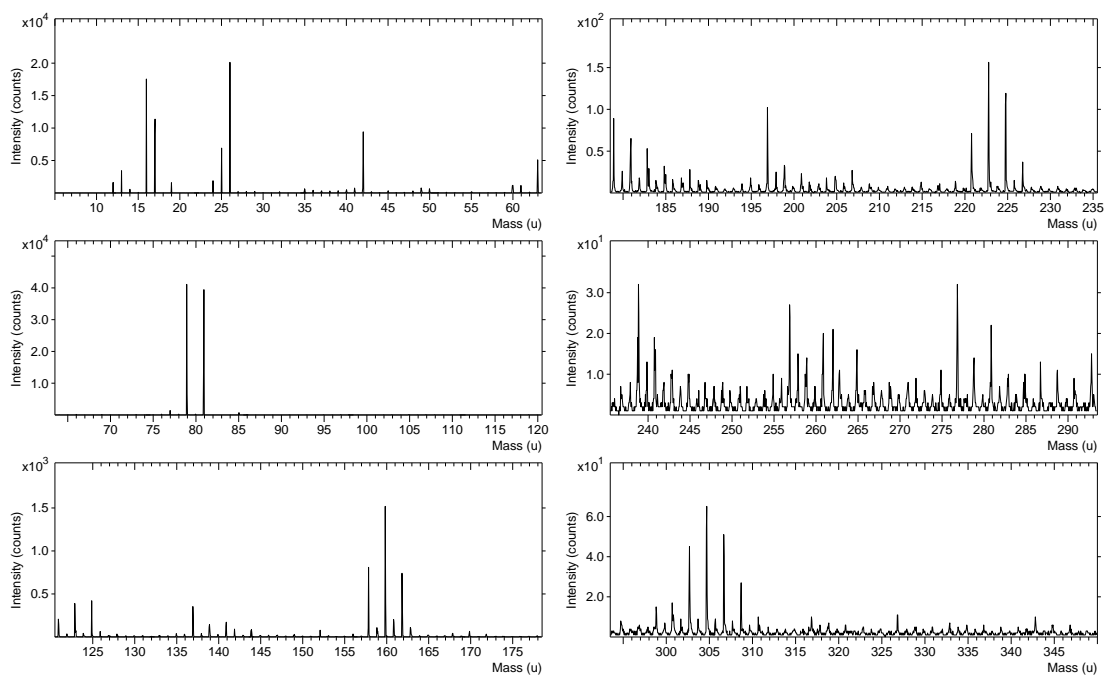 x10^4
2.0
1.5
1.0
0.5
Intensity (counts)
10 15 20 25 30 35 40 45 50 55 60
Mass (u)
x10^4
4.0
3.0
2.0
1.0
Intensity (counts)
65 70 75 80 85 90 95 100 105 110 115 120
Mass (u)
x10^3
1.5
1.0
0.5
Intensity (counts)
125 130 135 140 145 150 155 160 165 170 175
Mass (u)
x10^2
1.5
1.0
0.5
Intensity (counts)
185 190 195 200 205 210 215 220 225 230 235
Mass (u)
x10^1
3.0
2.0
1.0
Intensity (counts)
240 245 250 255 260 265 270 275 280 285 290
Mass (u)
x10^1
6.0
4.0
2.0
Intensity (counts)
300 305 310 315 320 325 330 335 340 345
Mass (u)